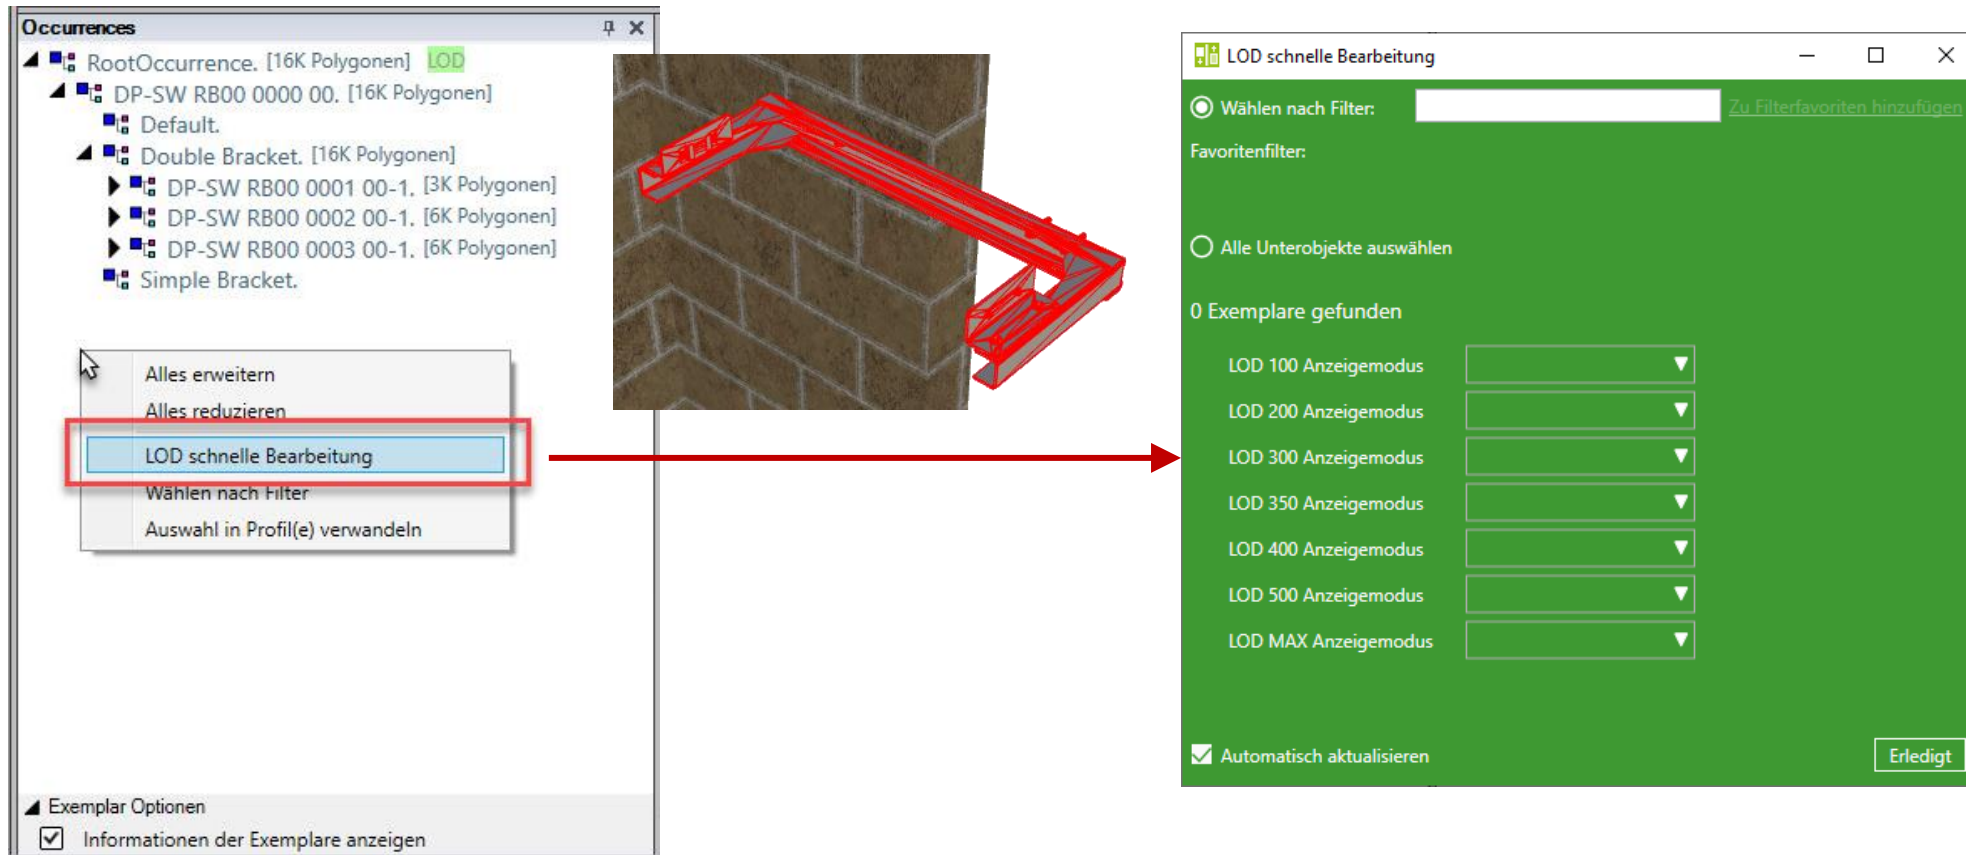 Occurrences
RootOccurrence. [16K Polygonen] LOD
DP-SW RB00 0000 00. [16K Polygonen]
Default.
Double Bracket. [16K Polygonen]
DP-SW RB00 0001 00-1. [3K Polygonen]
DP-SW RB00 0002 00-1. [6K Polygonen]
DP-SW RB00 0003 00-1. [6K Polygonen]
Simple Bracket.
Alles erweitern
Alles reduzieren
LOD schnelle Bearbeitung
Wählen nach Filter
Auswahl in Profil(e) verwandeln
Exemplar Optionen
Informationen der Exemplare anzeigen
LOD schnelle Bearbeitung
Wählen nach Filter:
Zu Filterfavoriten hinzufügen
Favoritenfilter:
Alle Unterobjekte auswählen
0 Exemplare gefunden
LOD 100 Anzeigemodus
LOD 200 Anzeigemodus
LOD 300 Anzeigemodus
LOD 350 Anzeigemodus
LOD 400 Anzeigemodus
LOD 500 Anzeigemodus
LOD MAX Anzeigemodus
Automatisch aktualisieren
Erledigt